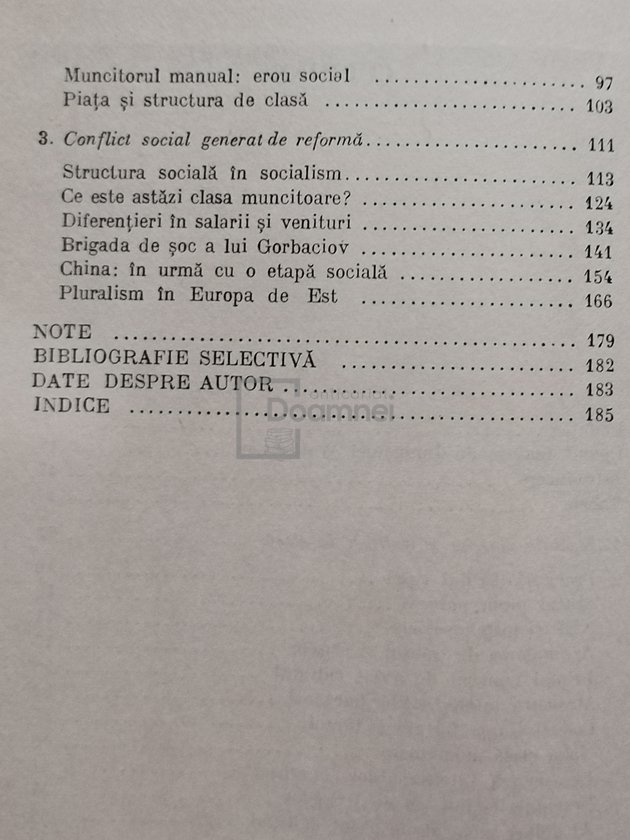 Muncitorul manual: erou social ........................ 97
Piața și structura de clasă ........................... 103
3. Conflict social generat de reformă....................... 111
Structura socială în socialism......................... 113
Ce este astăzi clasa muncitoare? ....................... 124
Diferențieri în salarii și venituri ........................ 134
Brigada de șoc a lui Gorbaciov ....................... 141
China: în urmă cu o etapă socială ................... 154
Pluralism în Europa de Est ....................... 166
NOTE ................................................. 179
BIBLIOGRAFIE SELECTIVĂ ......................... 182
DATE DESPRE AUTOR ............................... 183
INDICE ............................................... 185
Doamnei